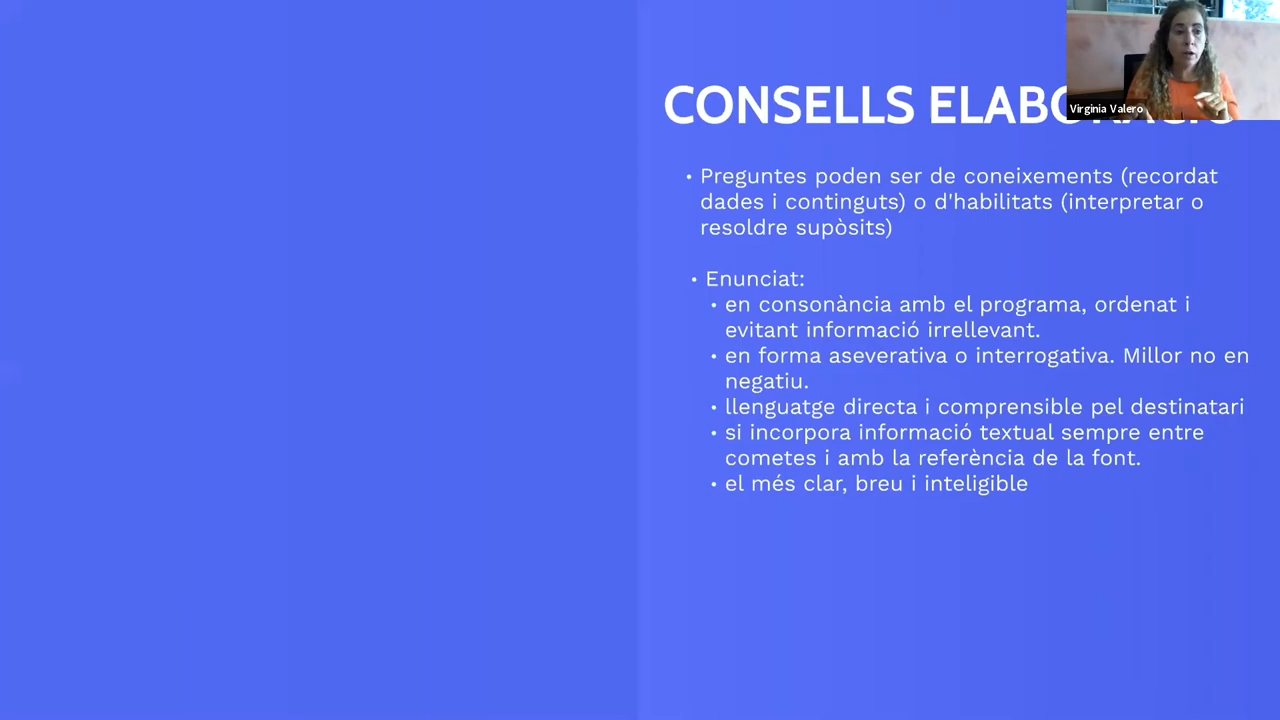 CONSELLS
Virginia Valero
• Preguntes poden ser de coneixements (recordat
dades i continguts) o d'habilitats (interpretar o
resoldre supòsits)
• Enunciat:
• en consonància amb el programa, ordenat i
evitant informació irrellevant.
• en forma aseverativa o interrogativa. Millor no en
negatiu.
• llenguatge directa i comprensible pel destinatari
• si incorpora informació textual sempre entre
cometes i amb la referència de la font.
• el més clar, breu i inteligible